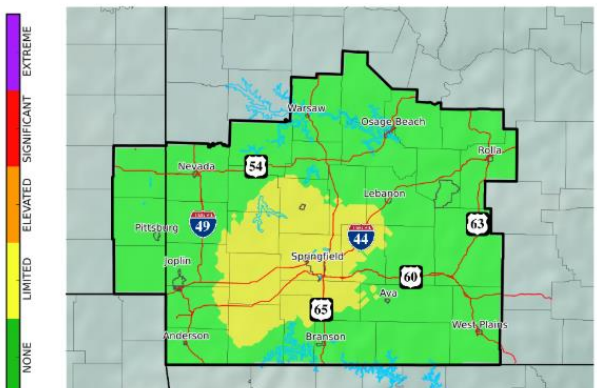 EXTREME
SIGNIFICANT
ELEVATED
LIMITED
NONE
Warsaw
Osage Beach
Rolla
54
Nevada
Lebanon
63
Pittsburg
49
44
Joplin
Springfield
60
Ava
65
West Plains
Anderson
Branson